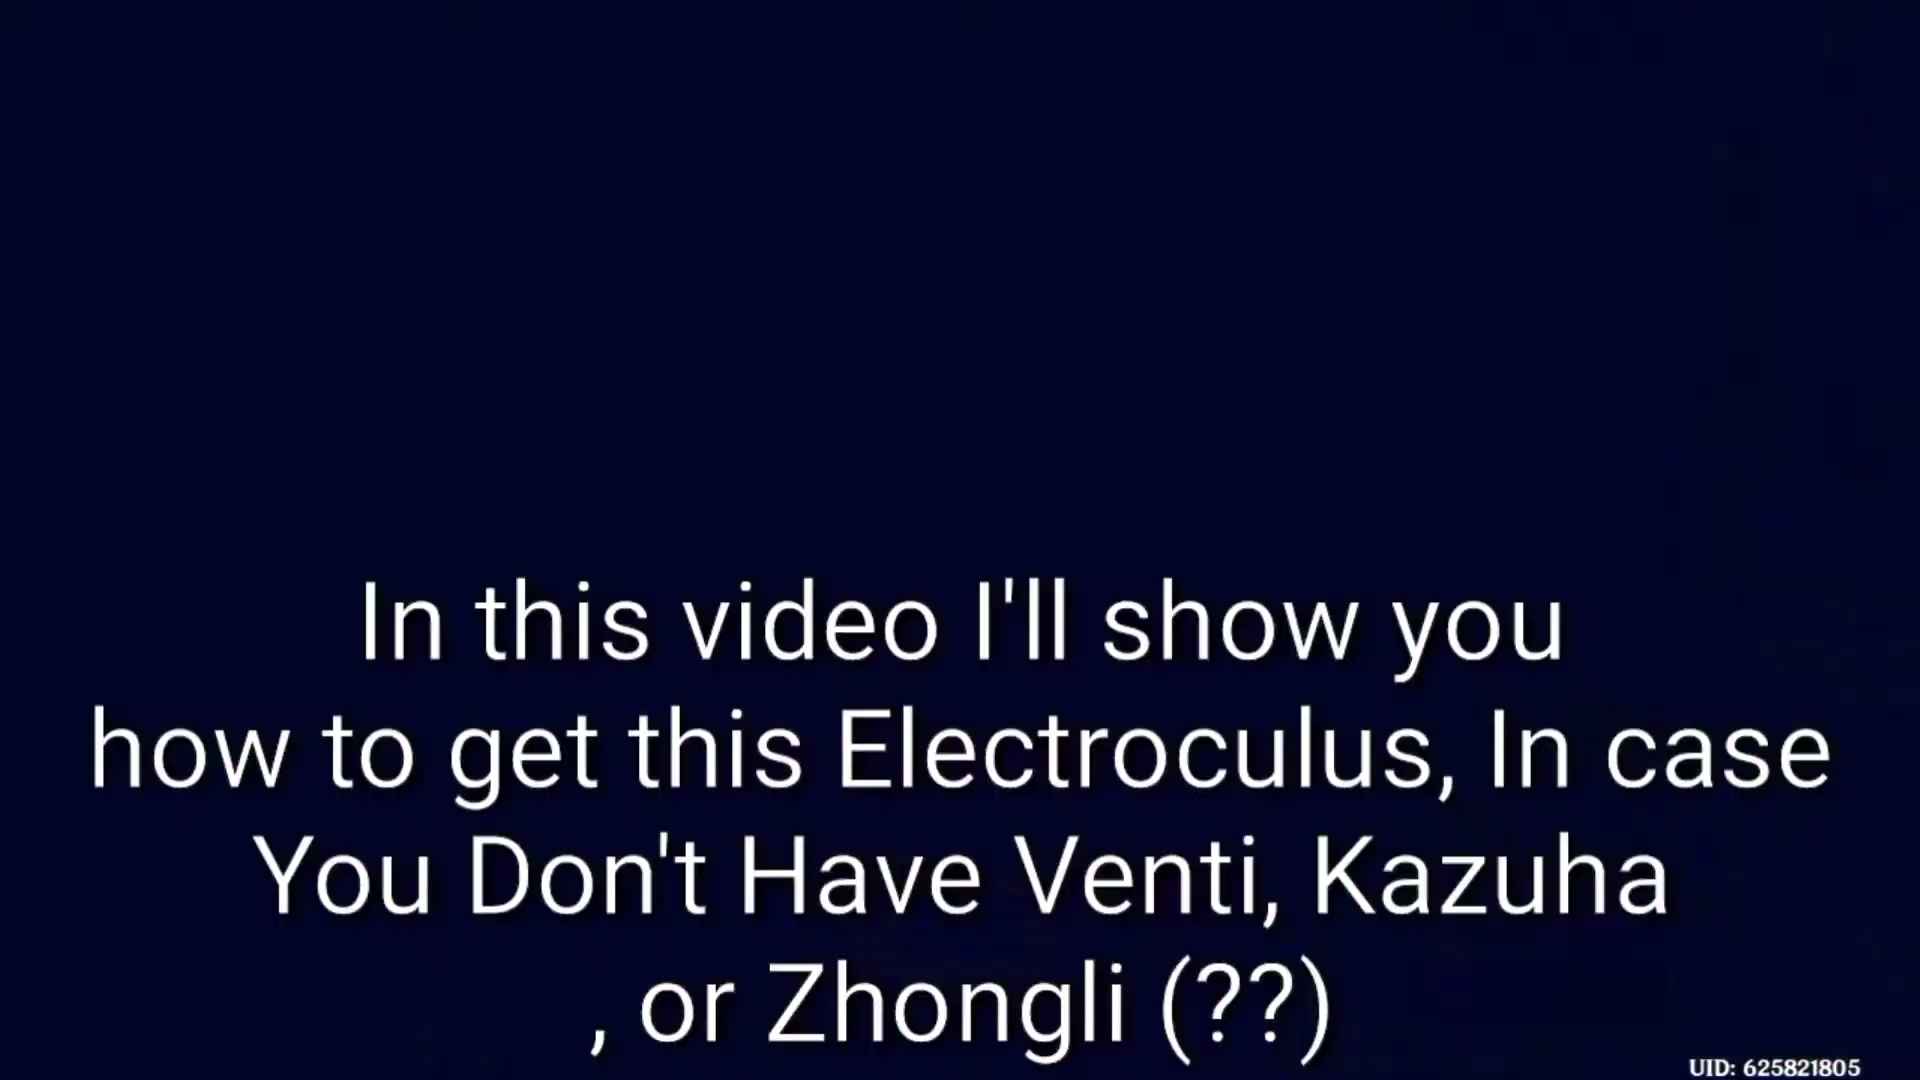 In this video I'll show you
how to get this Electroculus, In case
You Don't Have Venti, Kazuha
, or Zhongli (??)
UID: 625821805